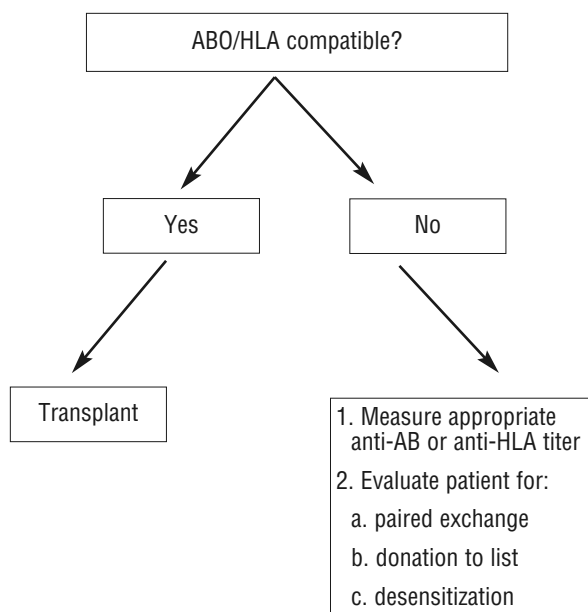 ABO/HLA compatible?
Yes
No
Transplant
1. Measure appropriate
anti-AB or anti-HLA titer
2. Evaluate patient for:
a. paired exchange
b. donation to list
c. desensitization